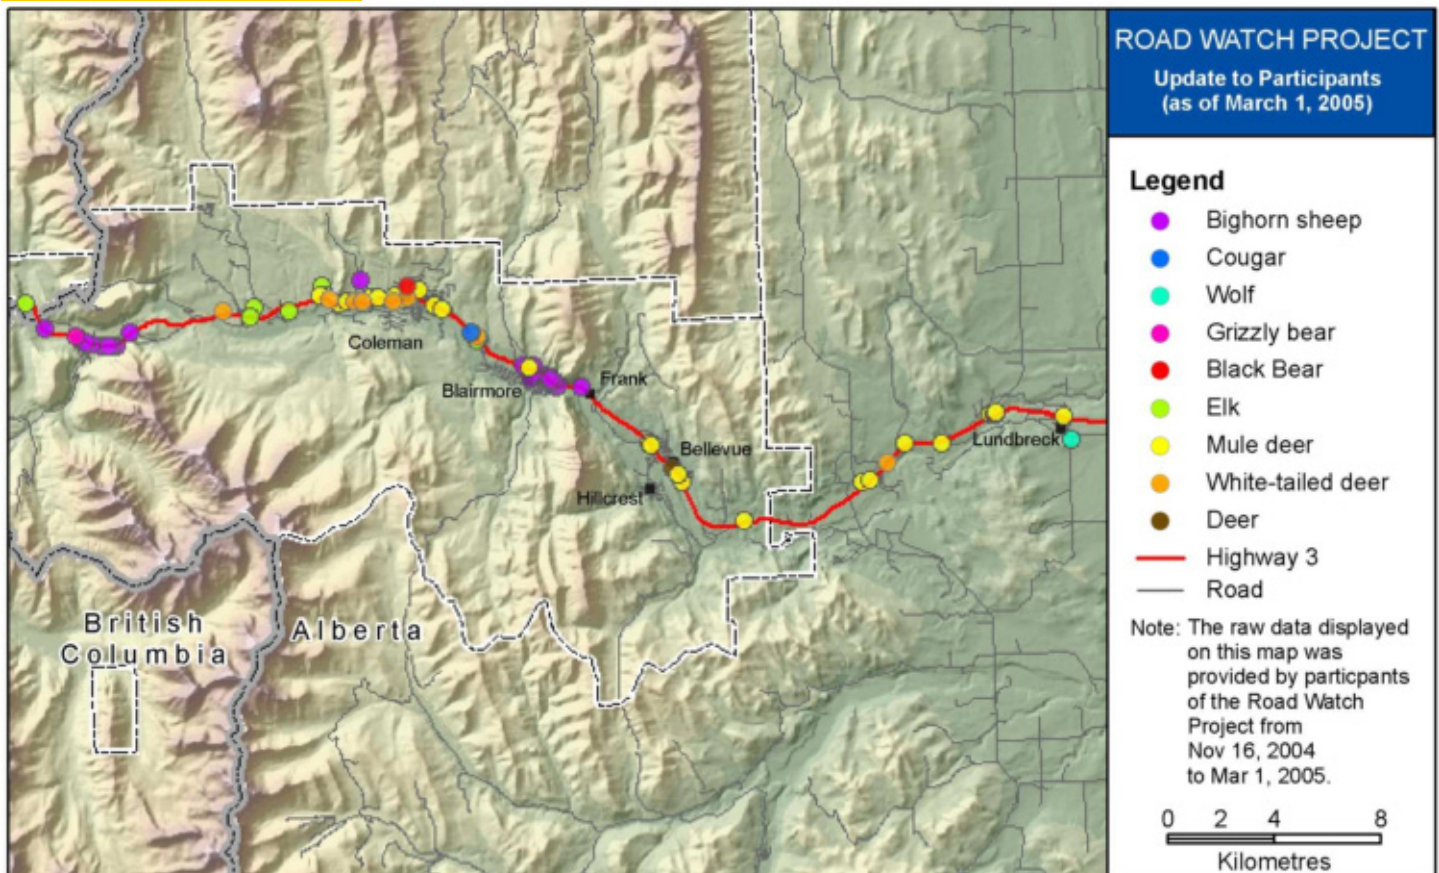 ROAD WATCH PROJECT
Update to Participants
(as of March 1, 2005)
Legend
Bighorn sheep
Cougar
Wolf
Grizzly bear
Black Bear
Elk
Mule deer
White-tailed deer
Deer
Highway 3
Road
Note: The raw data displayed
on this map was
provided by particpants
of the Road Watch
Project from
Nov 16, 2004
to Mar 1, 2005.
0 2 4 8
Kilometres
Coleman
Blairmore
Frank
Bellevue
Hillcrest
Lundbreck
British
Columbia
Alberta